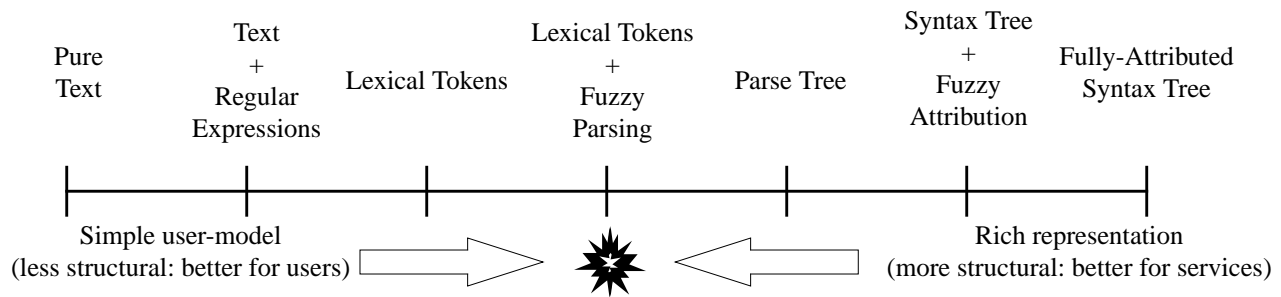 Pure
Text
Text
+
Regular
Expressions
Lexical Tokens
Lexical Tokens
+
Fuzzy
Parsing
Parse Tree
Syntax Tree
+
Fuzzy
Attribution
Fully-Attributed
Syntax Tree
Simple user-model
(less structural: better for users)
Rich representation
(more structural: better for services)